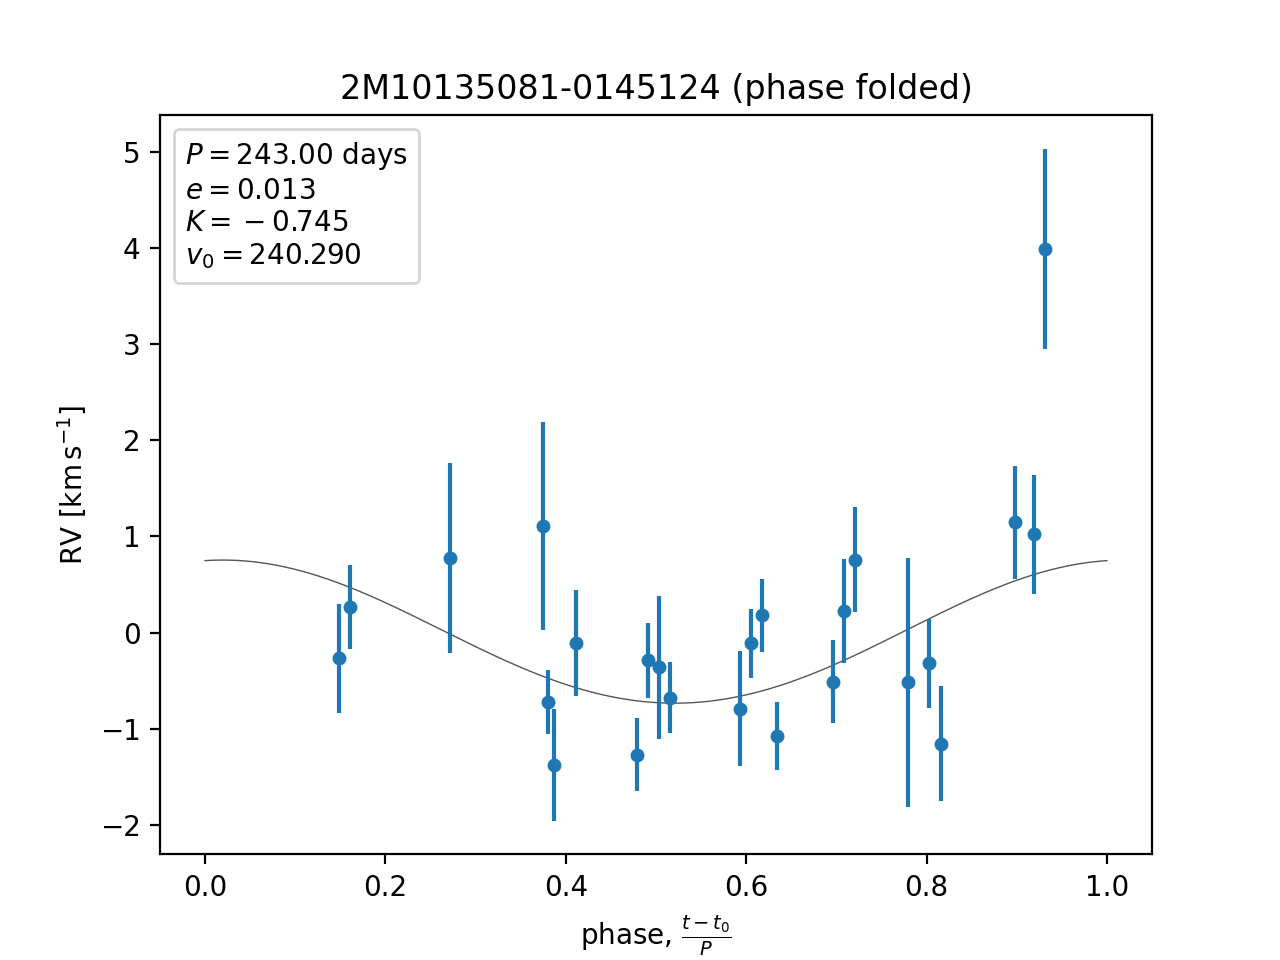 2M10135081-0145124 (phase folded)
P = 243.00 days
e = 0.013
K = −0.745
v₀ = 240.290
5
4
3
2
1
0
−1
−2
RV [km s⁻¹]
0.0 0.2 0.4 0.6 0.8 1.0
phase, (t − t₀)/P